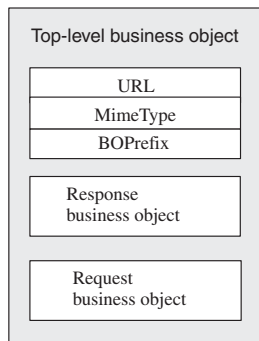 Top-level business object
URL
MimeType
BOPrefix
Response
business object
Request
business object